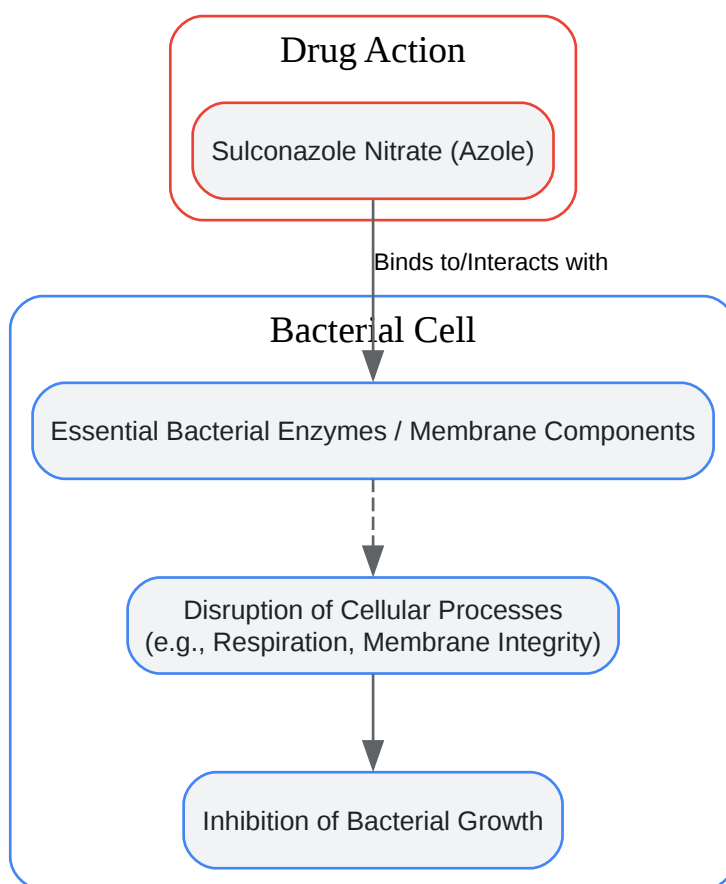 Drug Action
Sulconazole Nitrate (Azole)
Binds to/Interacts with
Bacterial Cell
Essential Bacterial Enzymes / Membrane Components
Disruption of Cellular Processes
(e.g., Respiration, Membrane Integrity)
Inhibition of Bacterial Growth